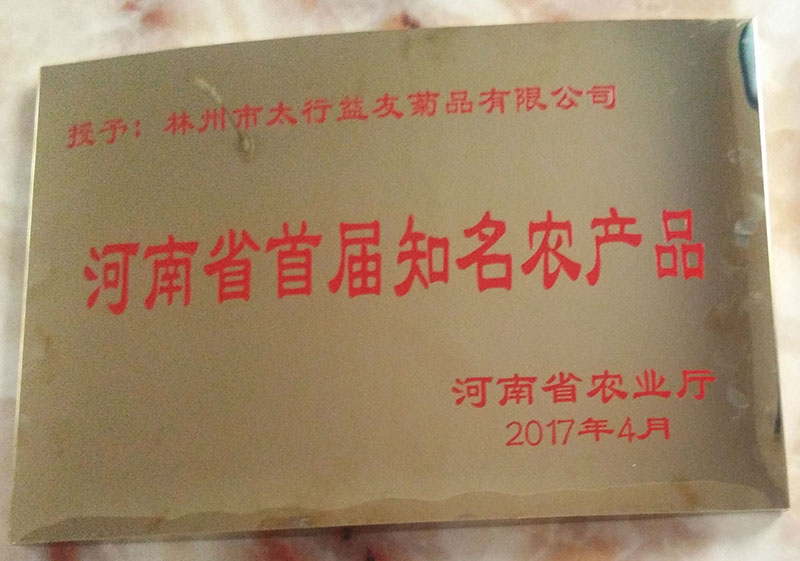 授予：林州市太行益友菊品有限公司
河南省首届知名农产品
河南省农业厅
2017年4月